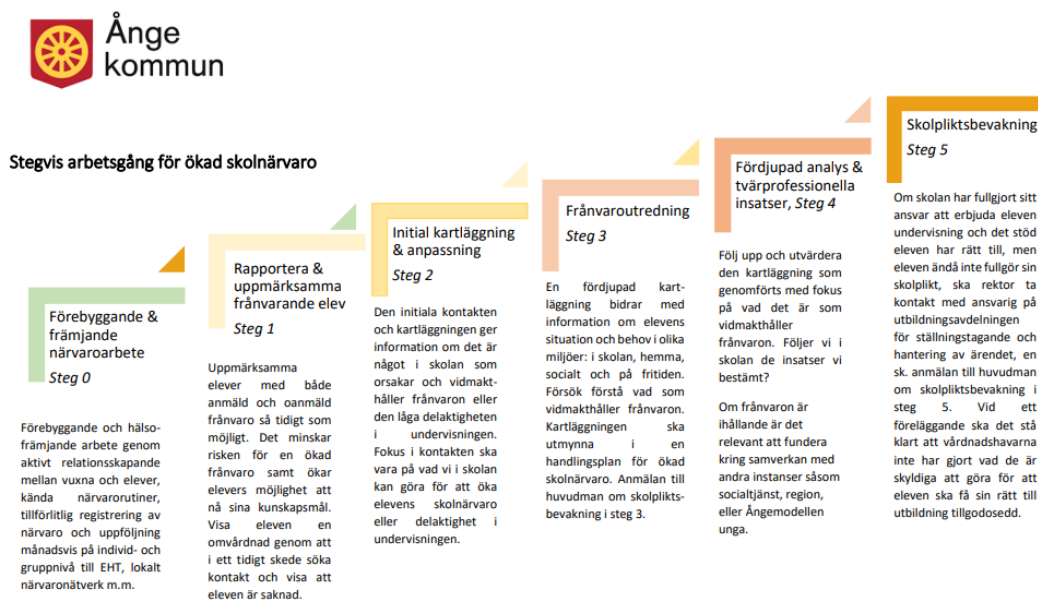 Ånge
kommun
Stegvis arbetsgång för ökad skolnärvaro
Förebyggande &
främjande
närvaroarbete
Steg 0
Förebyggande och hälso-
främjande arbete genom
aktivt relationsskapande
mellan vuxna och elever,
kända närvarorutiner,
tillförlitlig registrering av
närvaro och uppföljning
månadsvis på individ- och
gruppnivå till EHT, lokalt
närvaronätverk m.m.
Rapportera &
uppmärksamma
frånvarande elev
Steg 1
Uppmärksamma
elever med både
anmäld och oanmäld
frånvaro så tidigt som
möjligt. Det minskar
risken för en ökad
frånvaro samt ökar
elevers möjlighet att
nå sina kunskapsmål.
Visa eleven en
omvårdnad genom att
i ett tidigt skede söka
kontakt och visa att
eleven är saknad.
Initial kartläggning
& anpassning
Steg 2
Den initiala kontakten
och kartläggningen ger
information om det är
något i skolan som
orsakar och vidmakt-
håller frånvaron eller
den låga delaktigheten
i undervisningen.
Fokus i kontakten ska
vara på vad vi i skolan
kan göra för att öka
elevens skolnärvaro
eller delaktighet i
undervisningen.
Frånvaroutredning
Steg 3
En fördjupad kart-
läggning bidrar med
information om elevens
situation och behov i olika
miljöer: i skolan, hemma,
socialt och på fritiden.
Försök förstå vad som
vidmakthåller frånvaron.
Kartläggningen ska
utmynna i en
handlingsplan för ökad
skolnärvaro. Anmälan till
huvudman om skolplikts-
bevakning i steg 3.
Fördjupad analys &
tvärprofessionella
insatser, Steg 4
Följ upp och utvärdera
den kartläggning som
genomförts med fokus
på vad det är som
vidmakthåller
frånvaron. Följer vi i
skolan de insatser vi
bestämt?
Om frånvaron är
ihållande är det
relevant att fundera
kring samverkan med
andra instanser såsom
socialtjänst, region,
eller Ångemodellen
unga.
Skolpliktsbevakning
Steg 5
Om skolan har fullgjort sitt
ansvar att erbjuda eleven
undervisning och det stöd
eleven har rätt till, men
eleven ändå inte fullgör sin
skolplikt, ska rektor ta
kontakt med ansvarig på
utbildningsavdelningen
för ställningstagande och
hantering av ärendet, en
sk. anmälan till huvudman
om skolpliktsbevakning i
steg 5. Vid ett
föreläggande ska det stå
klart att vårdnadshavarna
inte har gjort vad de är
skyldiga att göra för att
eleven ska få sin rätt till
utbildning tillgodosedd.